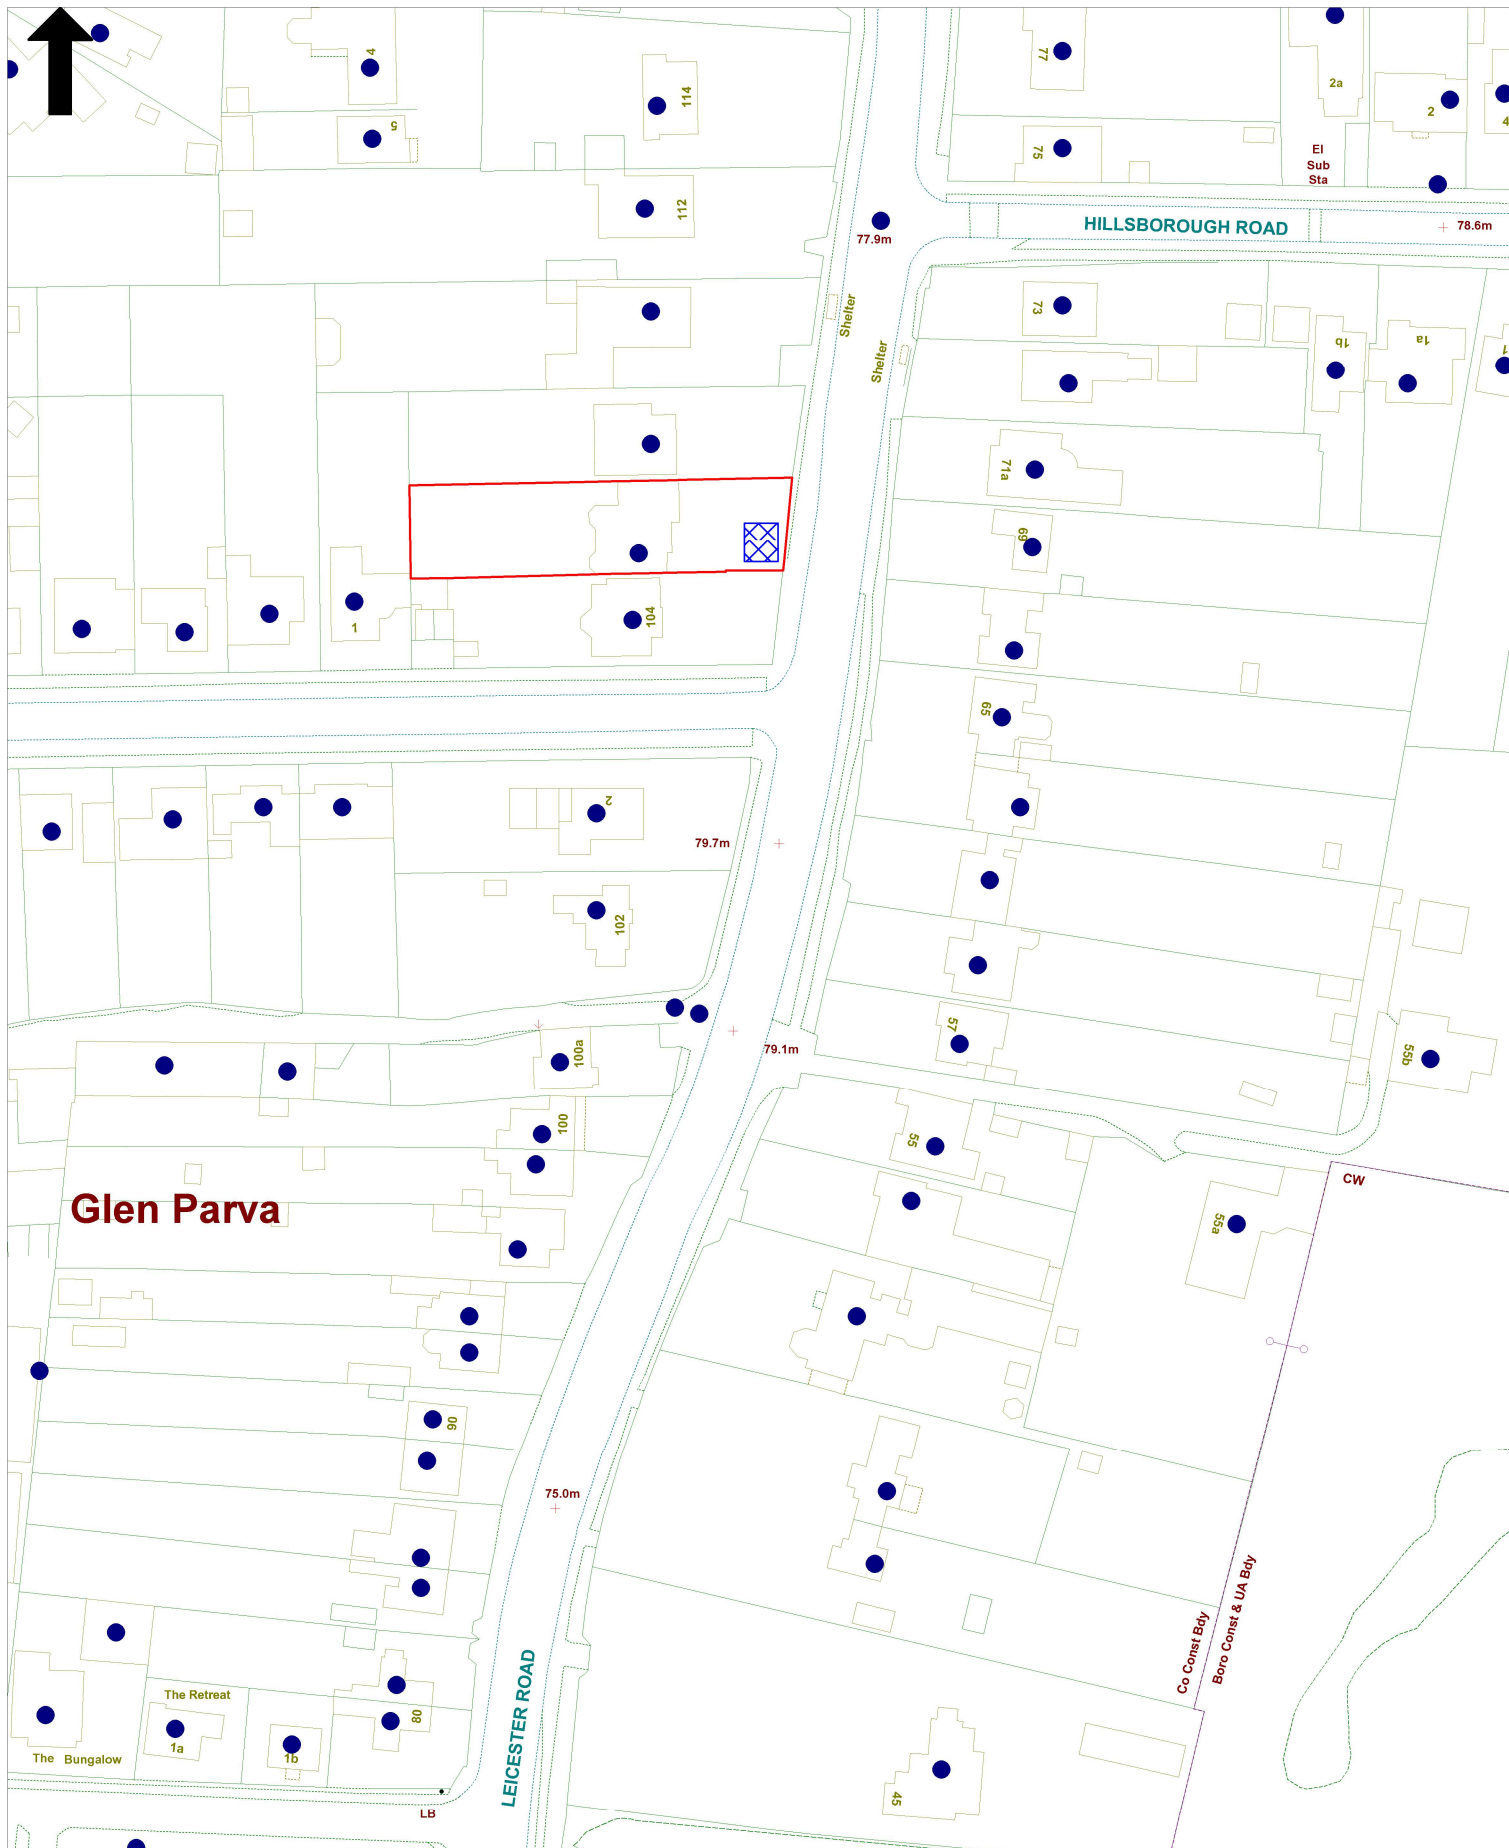 4
5
114
112
77
75
2a
2
4
El
Sub
Sta
HILLSBOROUGH ROAD
78.6m
77.9m
Shelter
Shelter
73
1b
1a
1
71a
69
1
104
65
2
79.7m
102
57
79.1m
100a
55b
100
55
Glen Parva
CW
55a
90
75.0m
Co Const Bdy
Boro Const & UA Bdy
The Retreat
80
LEICESTER ROAD
1a
1b
The Bungalow
45
LB